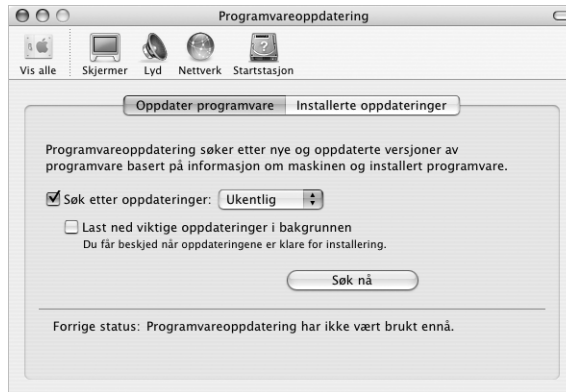 Programvareoppdatering
Vis alle
Skjermer
Lyd
Nettverk
Startstasjon
Oppdater programvare
Installerte oppdateringer
Programvareoppdatering søker etter nye og oppdaterte versjoner av
programvare basert på informasjon om maskinen og installert programvare.
Søk etter oppdateringer: Ukentlig
Last ned viktige oppdateringer i bakgrunnen
Du får beskjed når oppdateringene er klare for installering.
Søk nå
Forrige status: Programvareoppdatering har ikke vært brukt ennå.